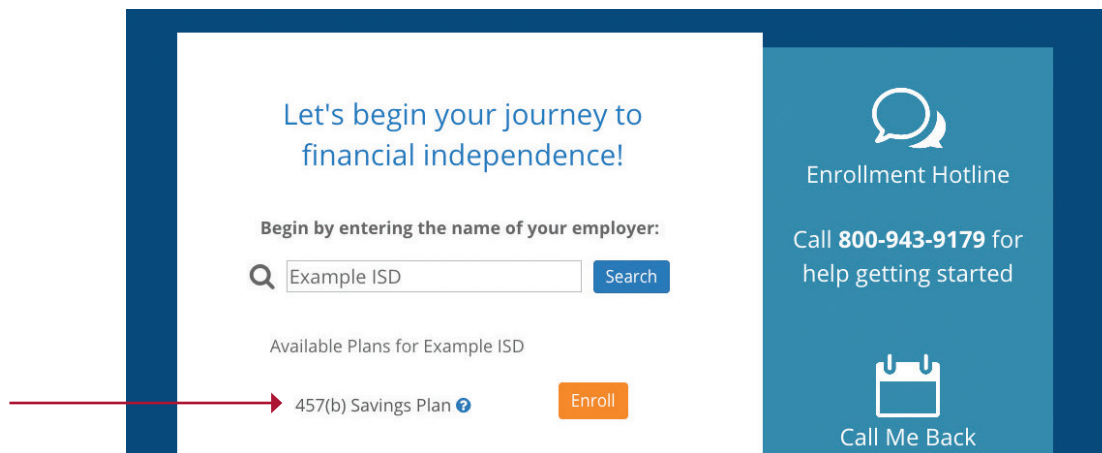 Let's begin your journey to
financial independence!
Begin by entering the name of your employer:
Example ISD
Search
Available Plans for Example ISD
457(b) Savings Plan ?
Enroll
Enrollment Hotline
Call 800-943-9179 for
help getting started
Call Me Back